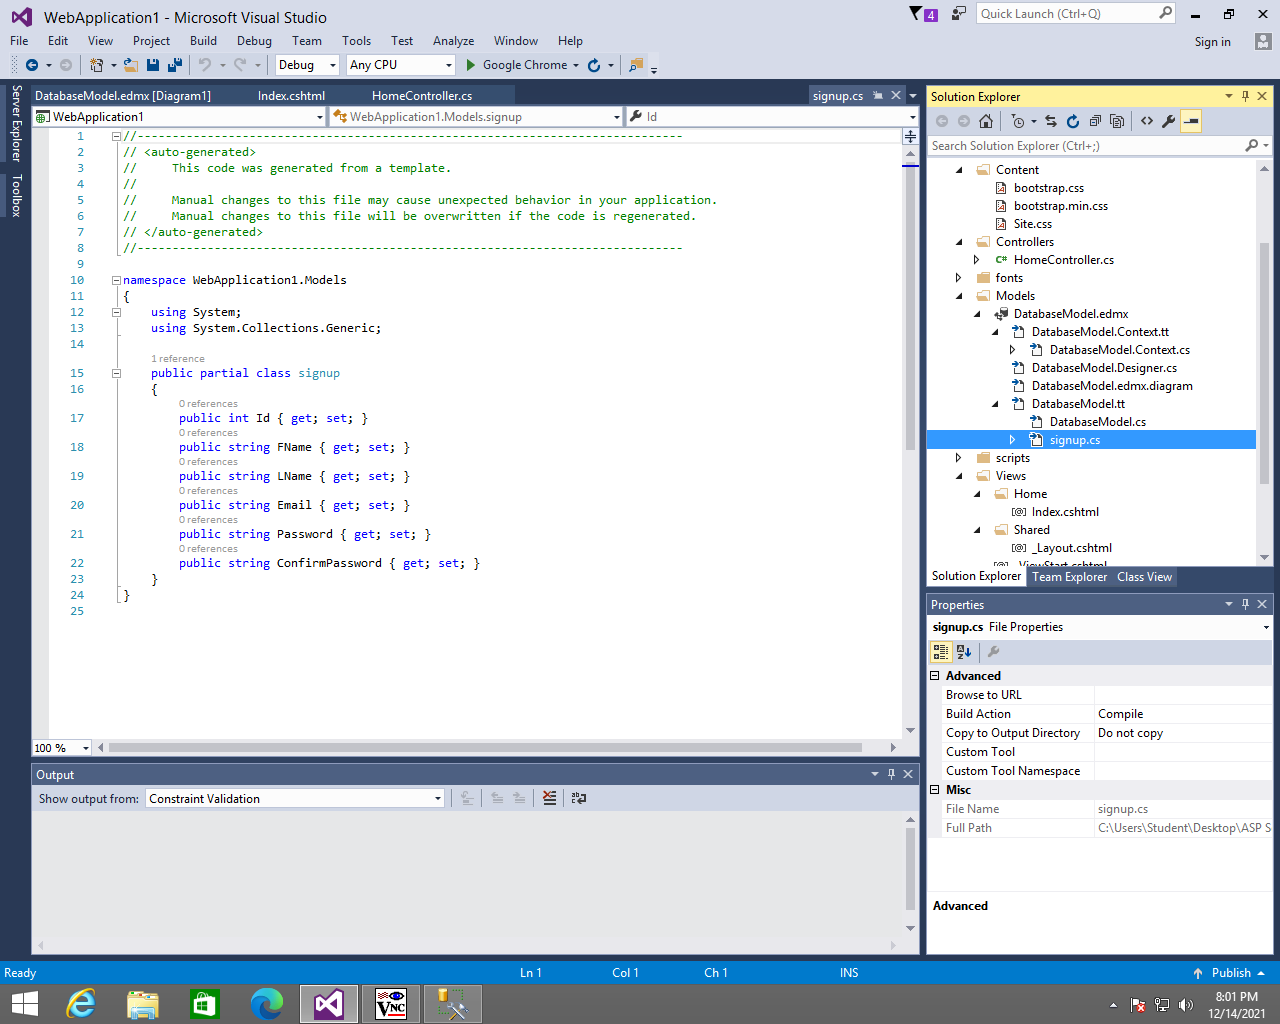 WebApplication1 - Microsoft Visual Studio
4
Quick Launch (Ctrl+Q)
File Edit View Project Build Debug Team Tools Test Analyze Window Help
Sign in
Debug Any CPU Google Chrome
Server Explorer
Toolbox
DatabaseModel.edmx [Diagram1] Index.cshtml HomeController.cs signup.cs
WebApplication1 WebApplication1.Models.signup Id
1 //------------------------------------------------------------------------------
2 // <auto-generated>
3 //     This code was generated from a template.
4 //
5 //     Manual changes to this file may cause unexpected behavior in your application.
6 //     Manual changes to this file will be overwritten if the code is regenerated.
7 // </auto-generated>
8 //------------------------------------------------------------------------------
9
10 namespace WebApplication1.Models
11 {
12     using System;
13     using System.Collections.Generic;
14
1 reference
15     public partial class signup
16     {
0 references
17         public int Id { get; set; }
0 references
18         public string FName { get; set; }
0 references
19         public string LName { get; set; }
0 references
20         public string Email { get; set; }
0 references
21         public string Password { get; set; }
0 references
22         public string ConfirmPassword { get; set; }
23     }
24 }
25
100 %
Output
Show output from: Constraint Validation
Solution Explorer
Search Solution Explorer (Ctrl+;)
Content
bootstrap.css
bootstrap.min.css
Site.css
Controllers
C# HomeController.cs
fonts
Models
DatabaseModel.edmx
DatabaseModel.Context.tt
DatabaseModel.Context.cs
DatabaseModel.Designer.cs
DatabaseModel.edmx.diagram
DatabaseModel.tt
DatabaseModel.cs
signup.cs
scripts
Views
Home
[@] Index.cshtml
Shared
[@] _Layout.cshtml
[@] _ViewStart.cshtml
Solution Explorer Team Explorer Class View
Properties
signup.cs File Properties
Advanced
Browse to URL
Build Action Compile
Copy to Output Directory Do not copy
Custom Tool
Custom Tool Namespace
Misc
File Name signup.cs
Full Path C:\Users\Student\Desktop\ASP S
Advanced
Ready Ln 1 Col 1 Ch 1 INS Publish
VNC
8:01 PM
12/14/2021